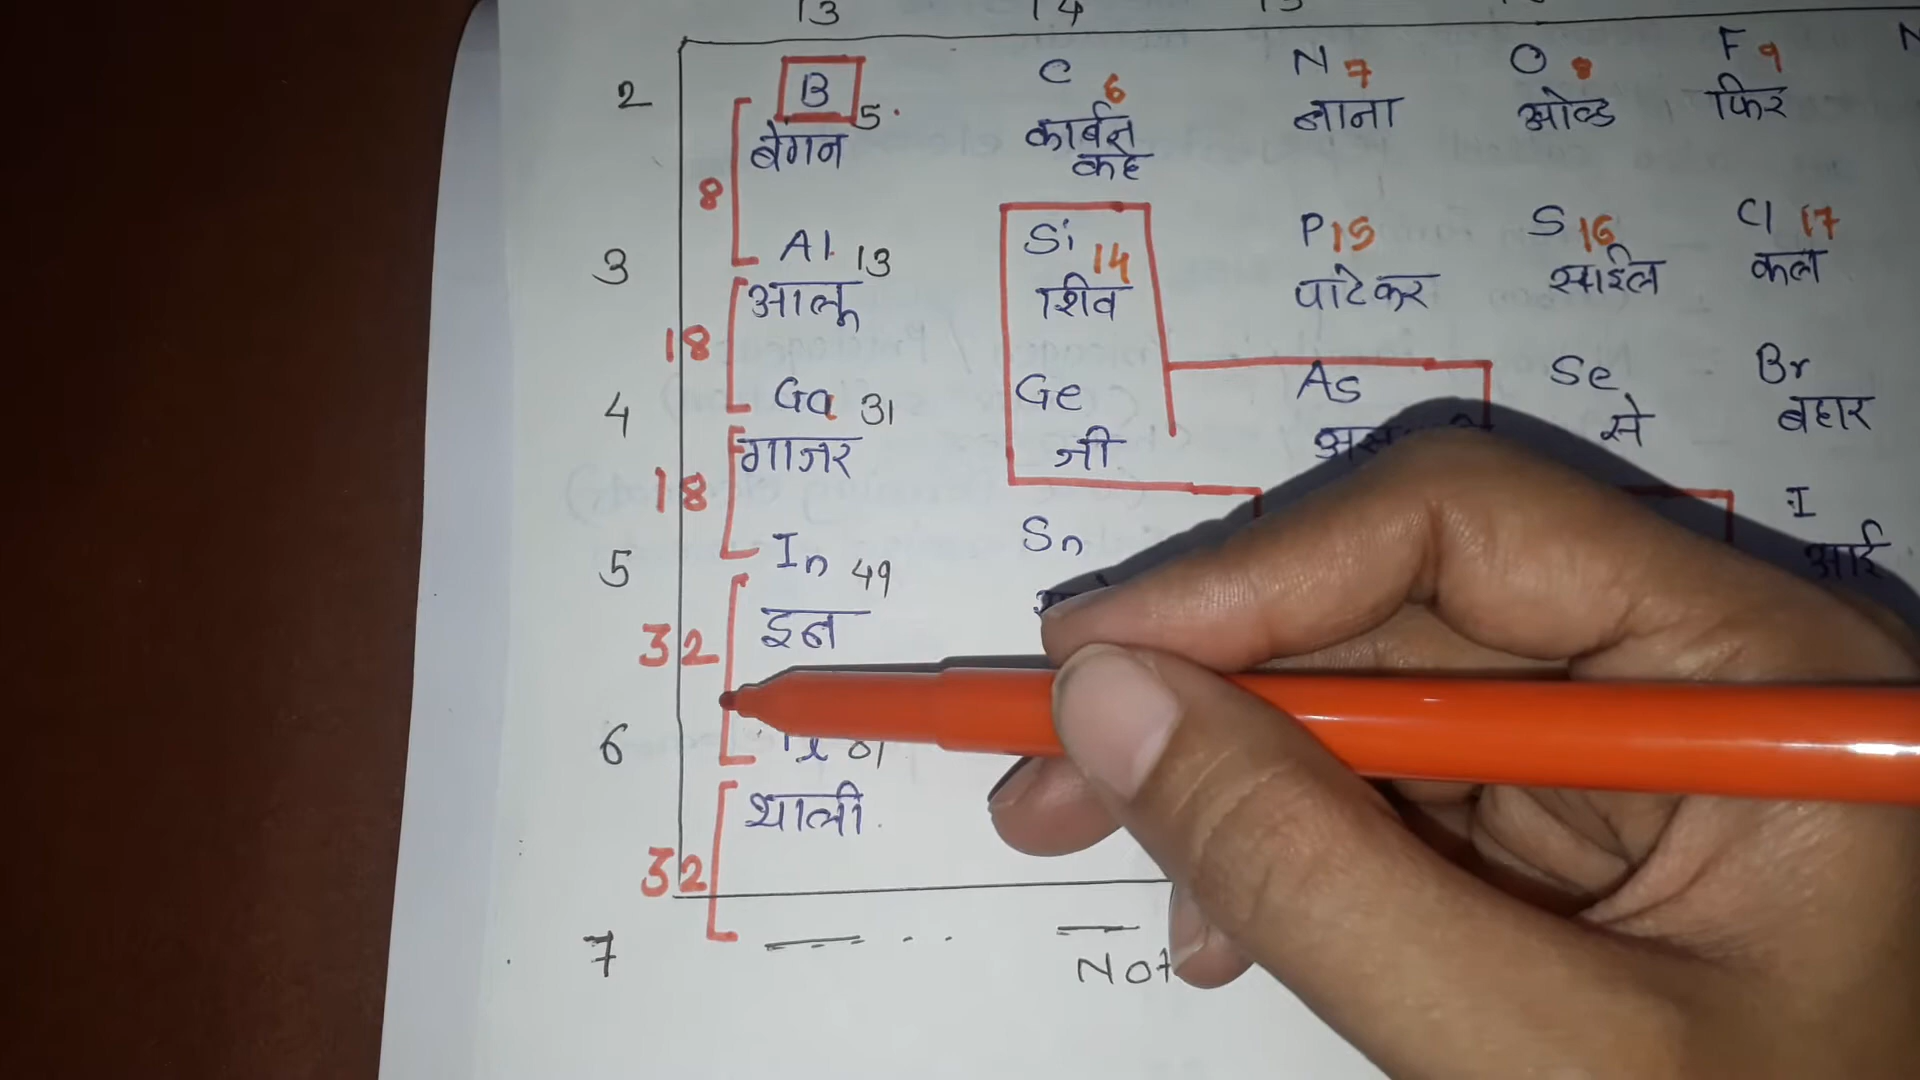 13 14
2 B 5. C 6 N 7 O 8 F 9 N
बेगन कार्बन नाना ओल्ड फिर
कहे
8
3 Al. 13 Si 14 P 15 S 16 Cl 17
आलू शिव पाटेकर स्टाईल कल
18
4 Ga 31 Ge As Se Br
गाजर जी से बहार
18
5 In 49 Sn I
इन आई
32
6
थाली.
32
7
Not